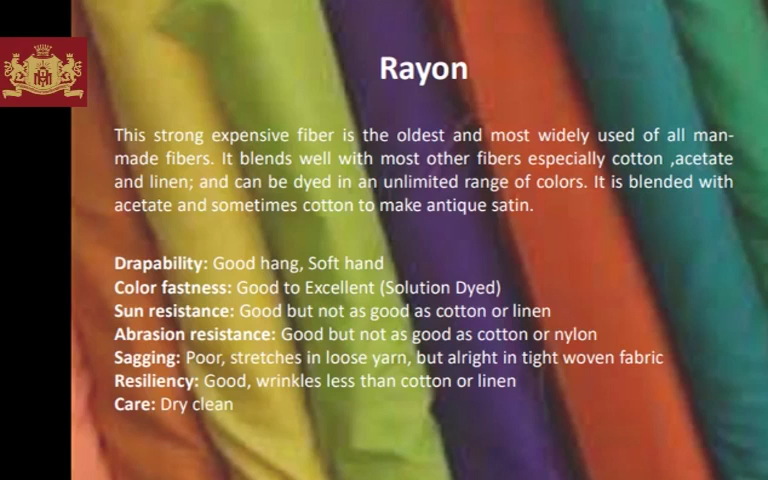 Rayon
This strong expensive fiber is the oldest and most widely used of all man-
made fibers. It blends well with most other fibers especially cotton ,acetate
and linen; and can be dyed in an unlimited range of colors. It is blended with
acetate and sometimes cotton to make antique satin.
Drapability: Good hang, Soft hand
Color fastness: Good to Excellent (Solution Dyed)
Sun resistance: Good but not as good as cotton or linen
Abrasion resistance: Good but not as good as cotton or nylon
Sagging: Poor, stretches in loose yarn, but alright in tight woven fabric
Resiliency: Good, wrinkles less than cotton or linen
Care: Dry clean